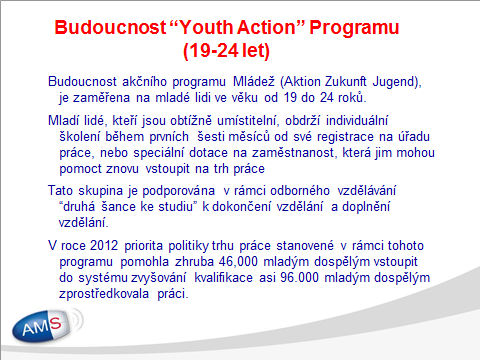 Budoucnost “Youth Action” Programu
(19-24 let)
Budoucnost akčního programu Mládež (Aktion Zukunft Jugend),
je zaměřena na mladé lidi ve věku od 19 do 24 roků.
Mladí lidé, kteří jsou obtížně umístitelní, obdrží individuální
školení během prvních šesti měsíců od své registrace na úřadu
práce, nebo speciální dotace na zaměstnanost, která jim mohou
pomoct znovu vstoupit na trh práce
Tato skupina je podporována v rámci odborného vzdělávání
“druhá šance ke studiu” k dokončení vzdělání a doplnění
vzdělání.
V roce 2012 priorita politiky trhu práce stanovené v rámci tohoto
programu pomohla zhruba 46,000 mladým dospělým vstoupit
do systému zvyšování kvalifikace asi 96.000 mladým dospělým
zprostředkovala práci.
AMS